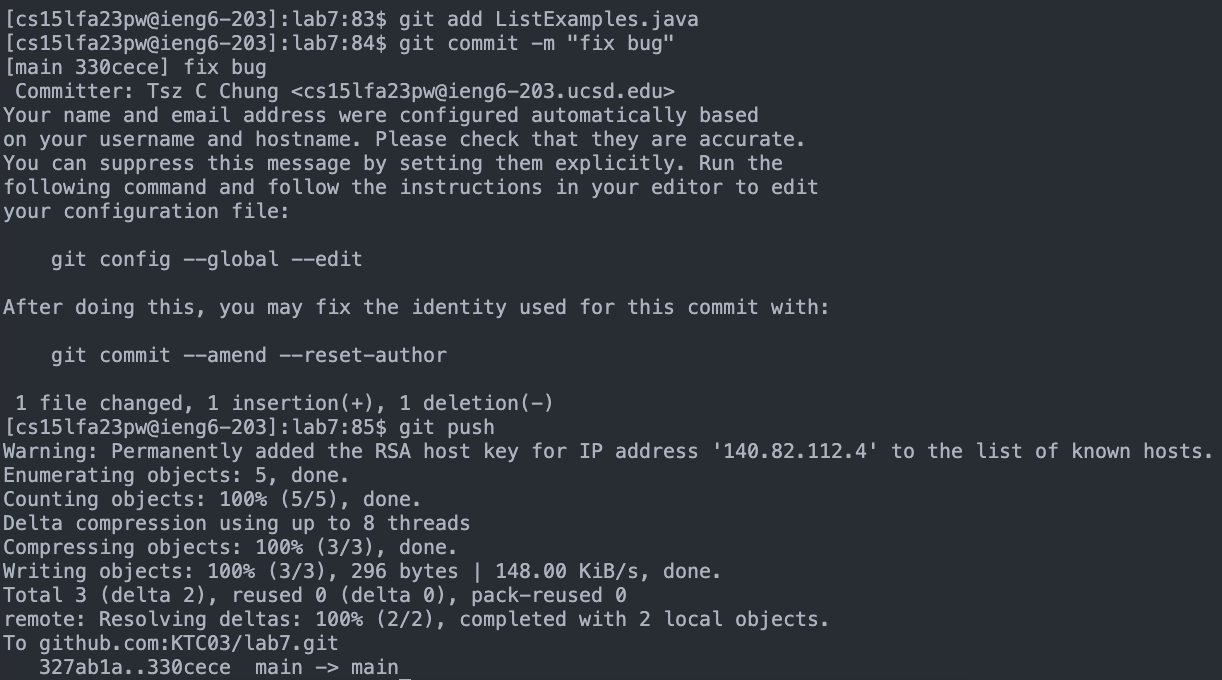 [cs15lfa23pw@ieng6-203]:lab7:83$ git add ListExamples.java
[cs15lfa23pw@ieng6-203]:lab7:84$ git commit -m "fix bug"
[main 330cece] fix bug
 Committer: Tsz C Chung <cs15lfa23pw@ieng6-203.ucsd.edu>
Your name and email address were configured automatically based
on your username and hostname. Please check that they are accurate.
You can suppress this message by setting them explicitly. Run the
following command and follow the instructions in your editor to edit
your configuration file:

    git config --global --edit

After doing this, you may fix the identity used for this commit with:

    git commit --amend --reset-author

 1 file changed, 1 insertion(+), 1 deletion(-)
[cs15lfa23pw@ieng6-203]:lab7:85$ git push
Warning: Permanently added the RSA host key for IP address '140.82.112.4' to the list of known hosts.
Enumerating objects: 5, done.
Counting objects: 100% (5/5), done.
Delta compression using up to 8 threads
Compressing objects: 100% (3/3), done.
Writing objects: 100% (3/3), 296 bytes | 148.00 KiB/s, done.
Total 3 (delta 2), reused 0 (delta 0), pack-reused 0
remote: Resolving deltas: 100% (2/2), completed with 2 local objects.
To github.com:KTC03/lab7.git
   327ab1a..330cece  main -> main